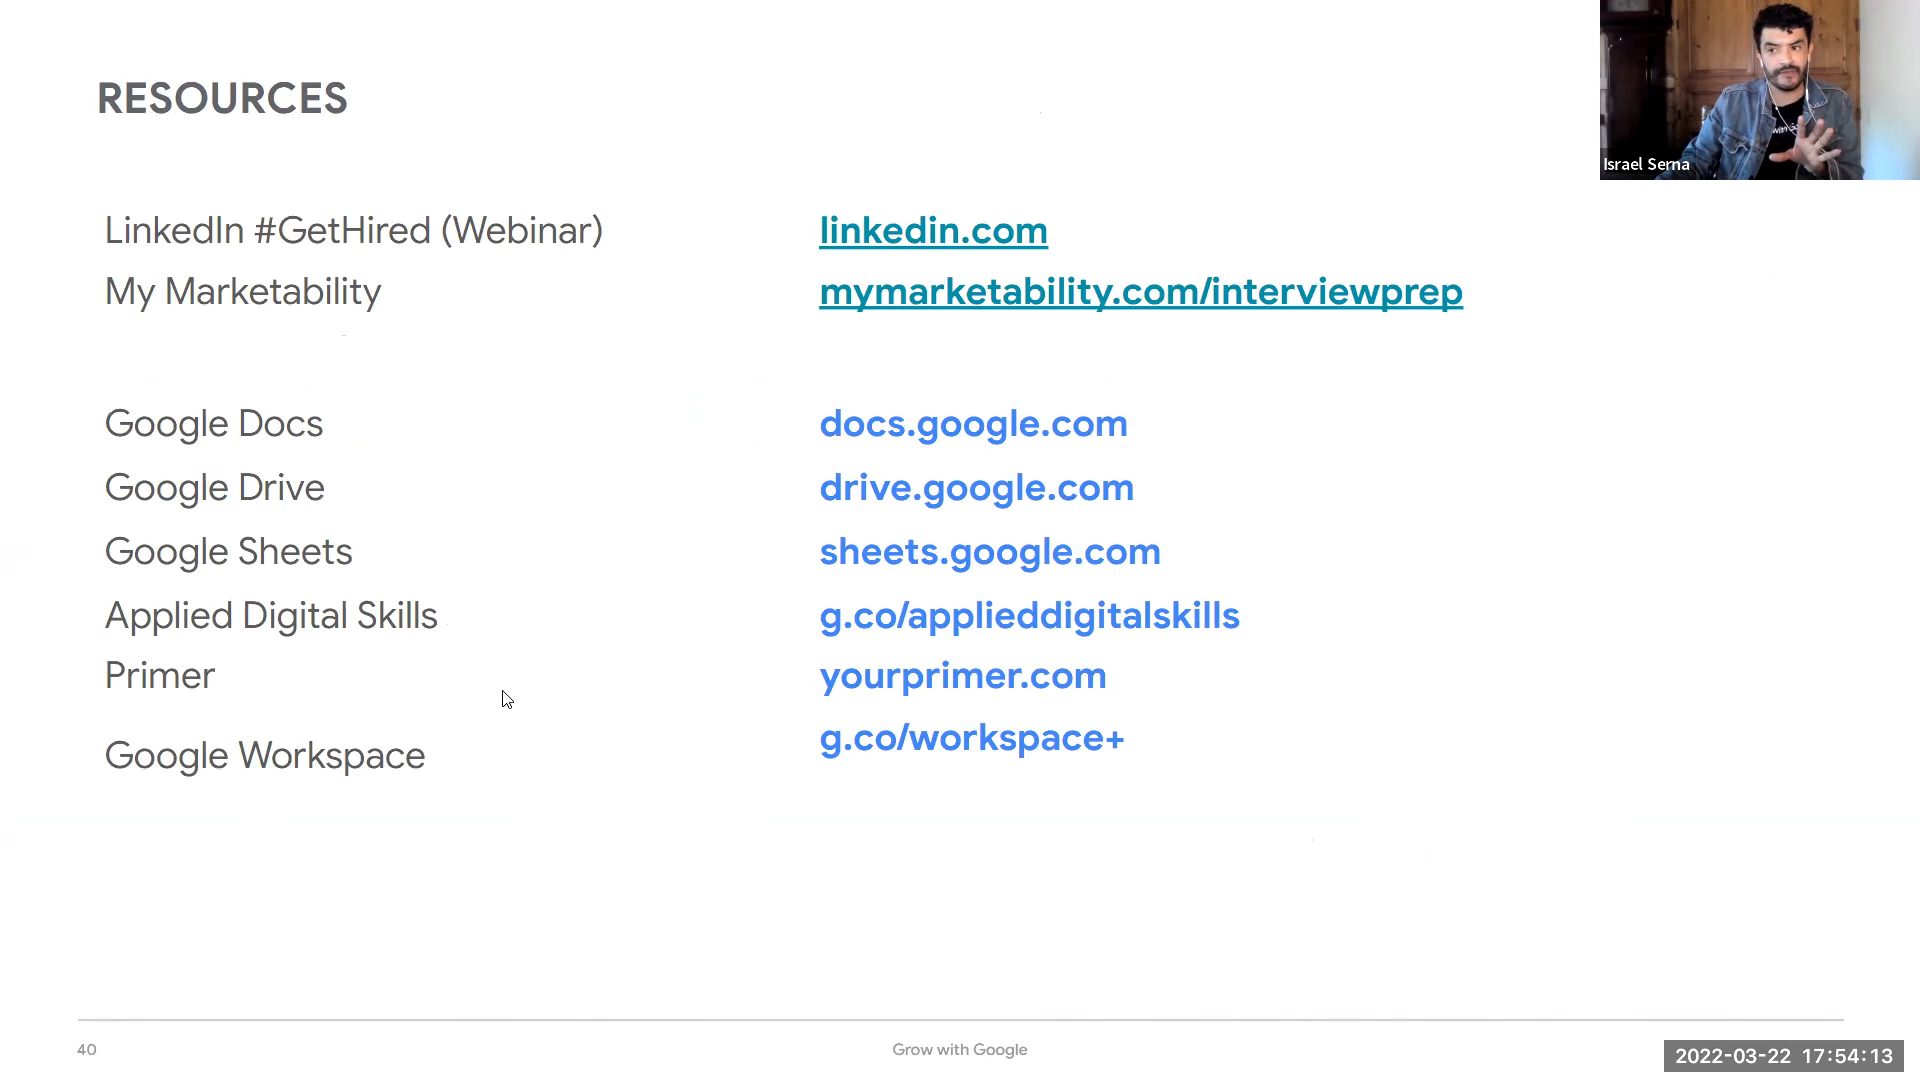 RESOURCES
Israel Serna
LinkedIn #GetHired (Webinar) linkedin.com
My Marketability mymarketability.com/interviewprep
Google Docs docs.google.com
Google Drive drive.google.com
Google Sheets sheets.google.com
Applied Digital Skills g.co/applieddigitalskills
Primer yourprimer.com
Google Workspace g.co/workspace+
40 Grow with Google 2022-03-22 17:54:13